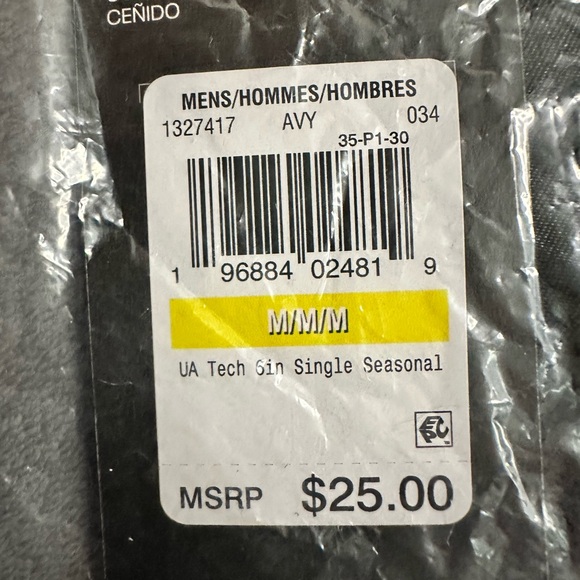 CEÑIDO
MENS/HOMMES/HOMBRES
1327417 AVY 034
35-P1-30
1 96884 02481 9
M/M/M
UA Tech 6in Single Seasonal
MSRP $25.00